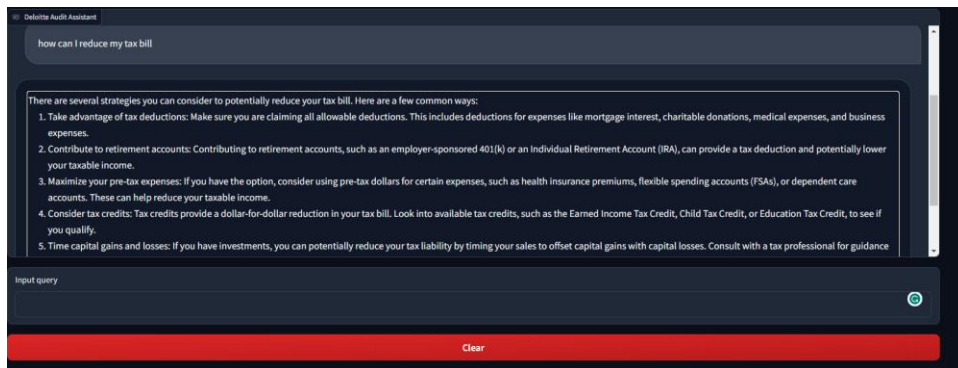 Deloitte Audit Assistant
how can I reduce my tax bill
There are several strategies you can consider to potentially reduce your tax bill. Here are a few common ways:
1. Take advantage of tax deductions: Make sure you are claiming all allowable deductions. This includes deductions for expenses like mortgage interest, charitable donations, medical expenses, and business
expenses.
2. Contribute to retirement accounts: Contributing to retirement accounts, such as an employer-sponsored 401(k) or an Individual Retirement Account (IRA), can provide a tax deduction and potentially lower
your taxable income.
3. Maximize your pre-tax expenses: If you have the option, consider using pre-tax dollars for certain expenses, such as health insurance premiums, flexible spending accounts (FSAs), or dependent care
accounts. These can help reduce your taxable income.
4. Consider tax credits: Tax credits provide a dollar-for-dollar reduction in your tax bill. Look into available tax credits, such as the Earned Income Tax Credit, Child Tax Credit, or Education Tax Credit, to see if
you qualify.
5. Time capital gains and losses: If you have investments, you can potentially reduce your tax liability by timing your sales to offset capital gains with capital losses. Consult with a tax professional for guidance
Input query
Clear